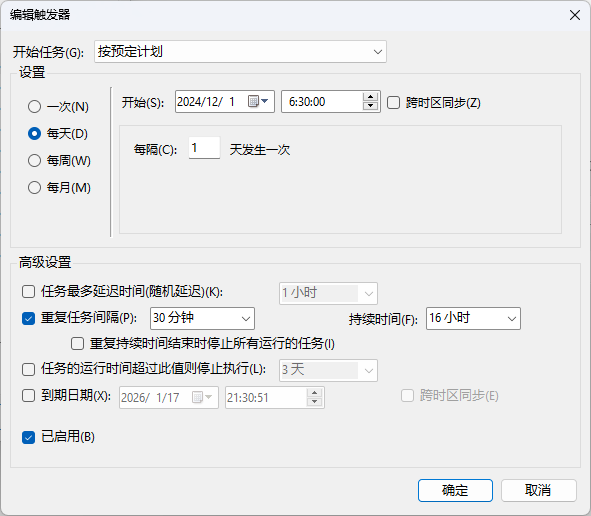 编辑触发器
开始任务(G): 按预定计划
设置
一次(N)
每天(D)
每周(W)
每月(M)
开始(S): 2024/12/ 1 6:30:00 跨时区同步(Z)
每隔(C): 1 天发生一次
高级设置
任务最多延迟时间(随机延迟)(K): 1 小时
重复任务间隔(P): 30 分钟 持续时间(F): 16 小时
重复持续时间结束时停止所有运行的任务(I)
任务的运行时间超过此值则停止执行(L): 3 天
到期日期(X): 2026/ 1/17 21:30:51 跨时区同步(E)
已启用(B)
确定 取消